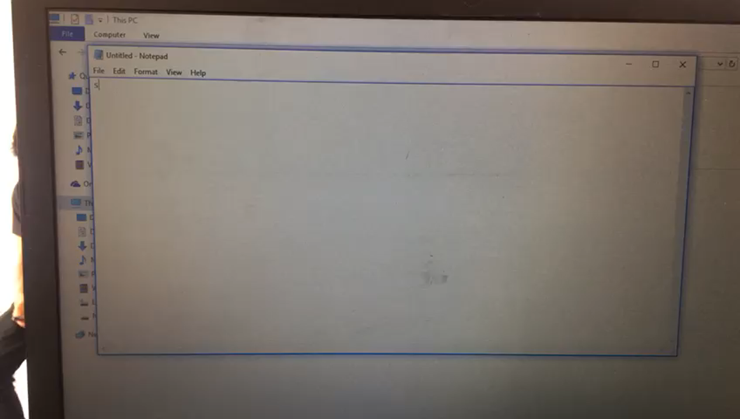 This PC
File Computer View
Untitled - Notepad
File Edit Format View Help
s